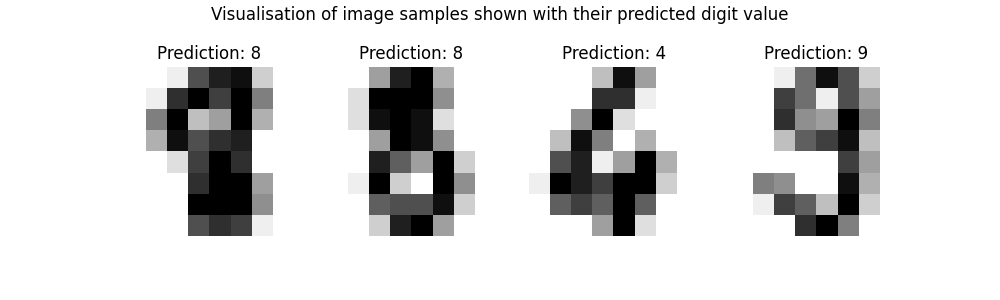 Visualisation of image samples shown with their predicted digit value
Prediction: 8
Prediction: 8
Prediction: 4
Prediction: 9